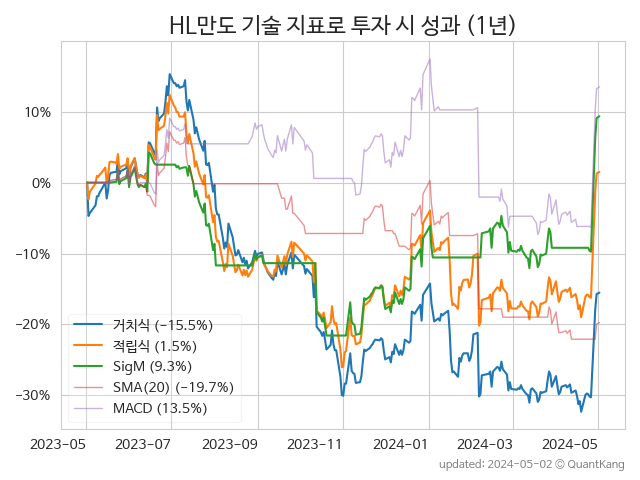 HL만도 기술 지표로 투자 시 성과 (1년)
10%
0%
−10%
−20%
−30%
거치식 (−15.5%)
적립식 (1.5%)
SigM (9.3%)
SMA(20) (−19.7%)
MACD (13.5%)
2023-05 2023-07 2023-09 2023-11 2024-01 2024-03 2024-05
updated: 2024-05-02 © QuantKang